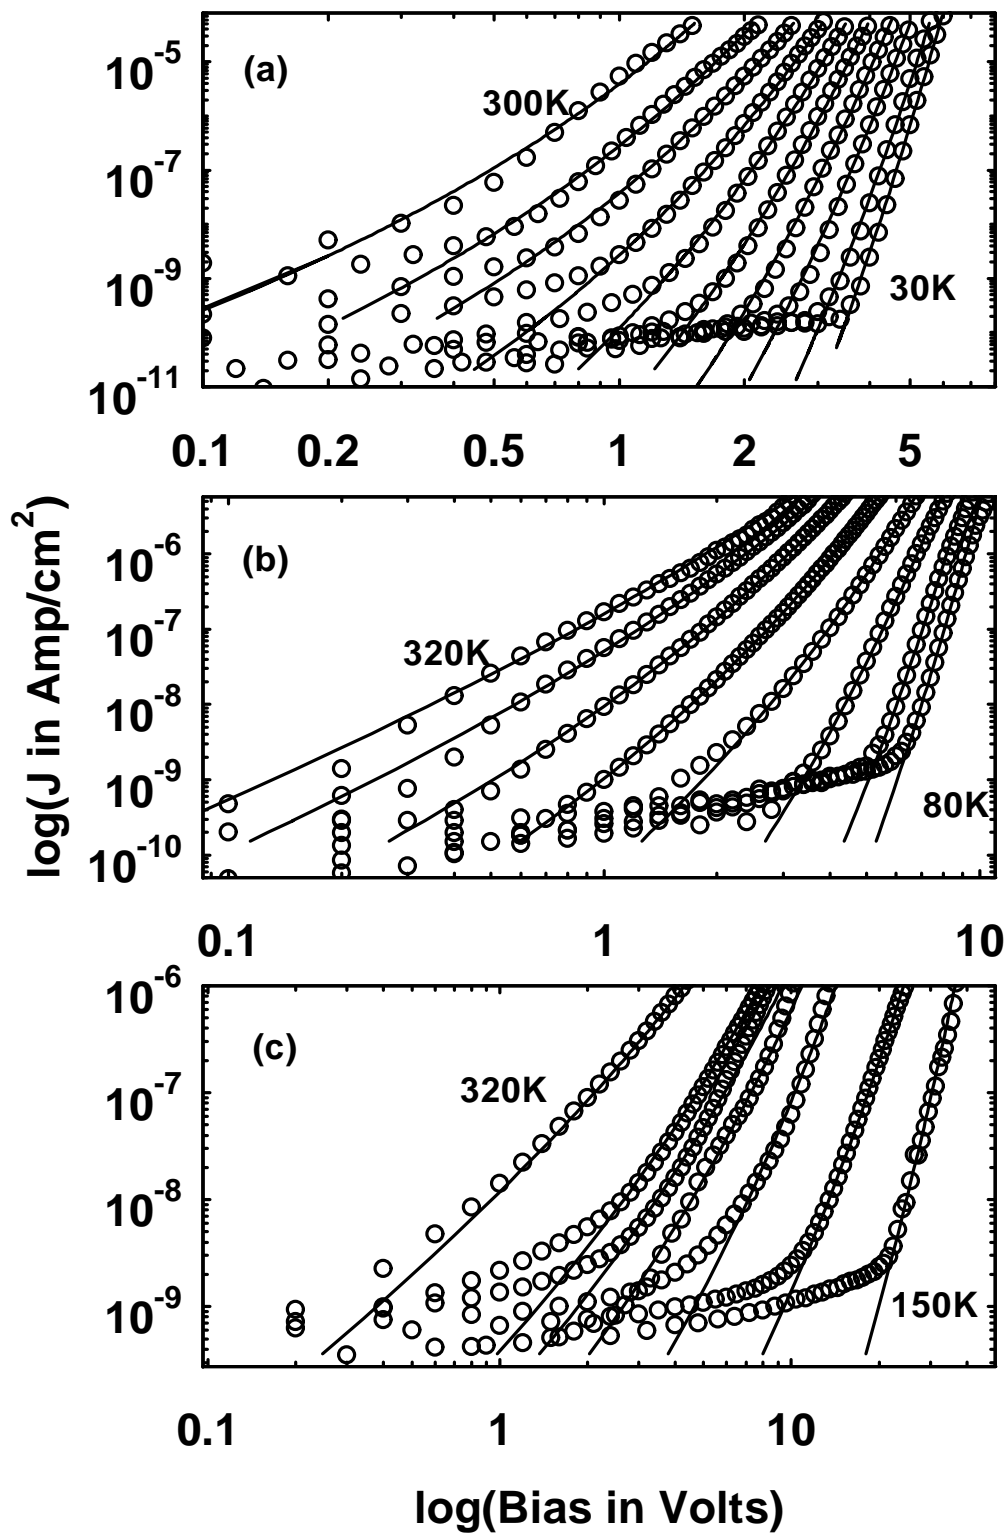 log(J in Amp/cm²)
(a)
10⁻⁵
10⁻⁷
10⁻⁹
10⁻¹¹
300K
30K
0.1 0.2 0.5 1 2 5
(b)
10⁻⁶
10⁻⁷
10⁻⁸
10⁻⁹
10⁻¹⁰
320K
80K
0.1 1 10
(c)
10⁻⁶
10⁻⁷
10⁻⁸
10⁻⁹
320K
150K
0.1 1 10
log(Bias in Volts)